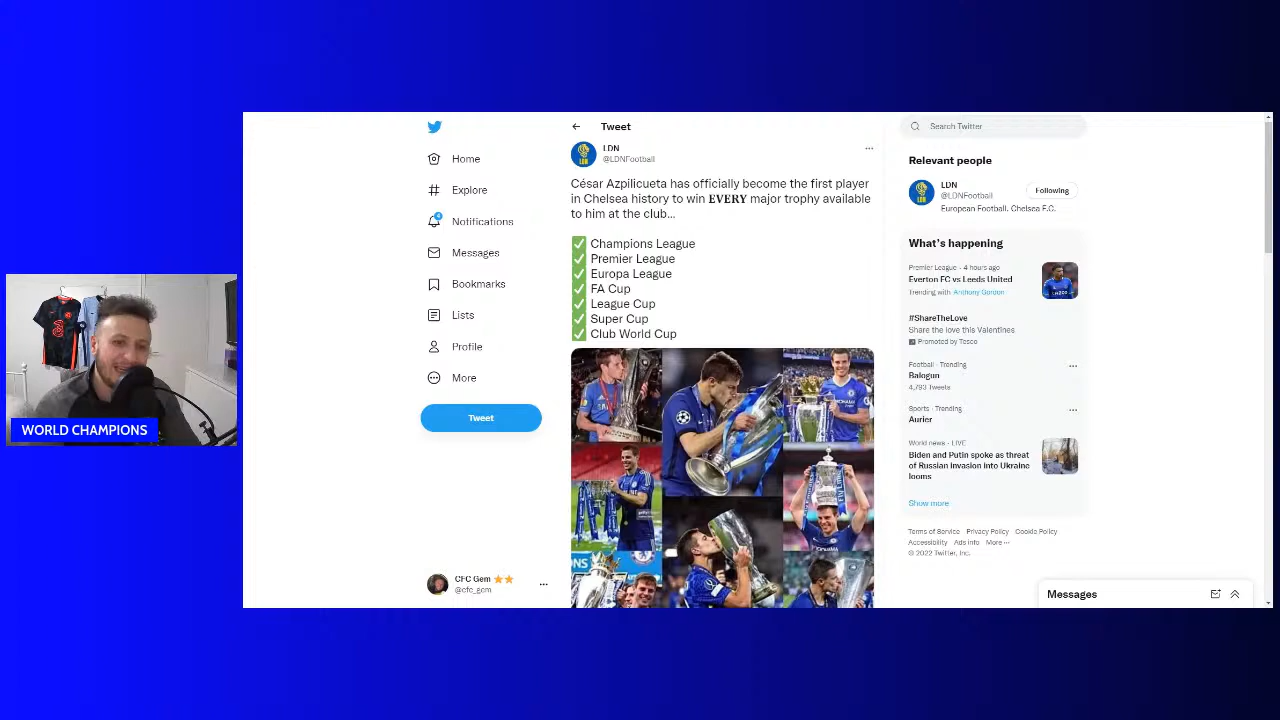 WORLD CHAMPIONS
Home
Explore
Notifications
Messages
Bookmarks
Lists
Profile
More
Tweet
CFC Gem ⭐⭐
@cfc_gem
Tweet
LDN
@LDNFootball
César Azpilicueta has officially become the first player
in Chelsea history to win EVERY major trophy available
to him at the club...
✅ Champions League
✅ Premier League
✅ Europa League
✅ FA Cup
✅ League Cup
✅ Super Cup
✅ Club World Cup
Search Twitter
Relevant people
LDN
@LDNFootball
Following
European Football. Chelsea F.C.
What's happening
Premier League · 4 hours ago
Everton FC vs Leeds United
Trending with Anthony Gordon
#ShareTheLove
Share the love this Valentines
Promoted by Tesco
Football · Trending
Balogun
4,793 Tweets
Sports · Trending
Aurier
World news · LIVE
Biden and Putin spoke as threat
of Russian invasion into Ukraine
looms
Show more
Terms of Service Privacy Policy Cookie Policy
Accessibility Ads info More ···
© 2022 Twitter, Inc.
Messages